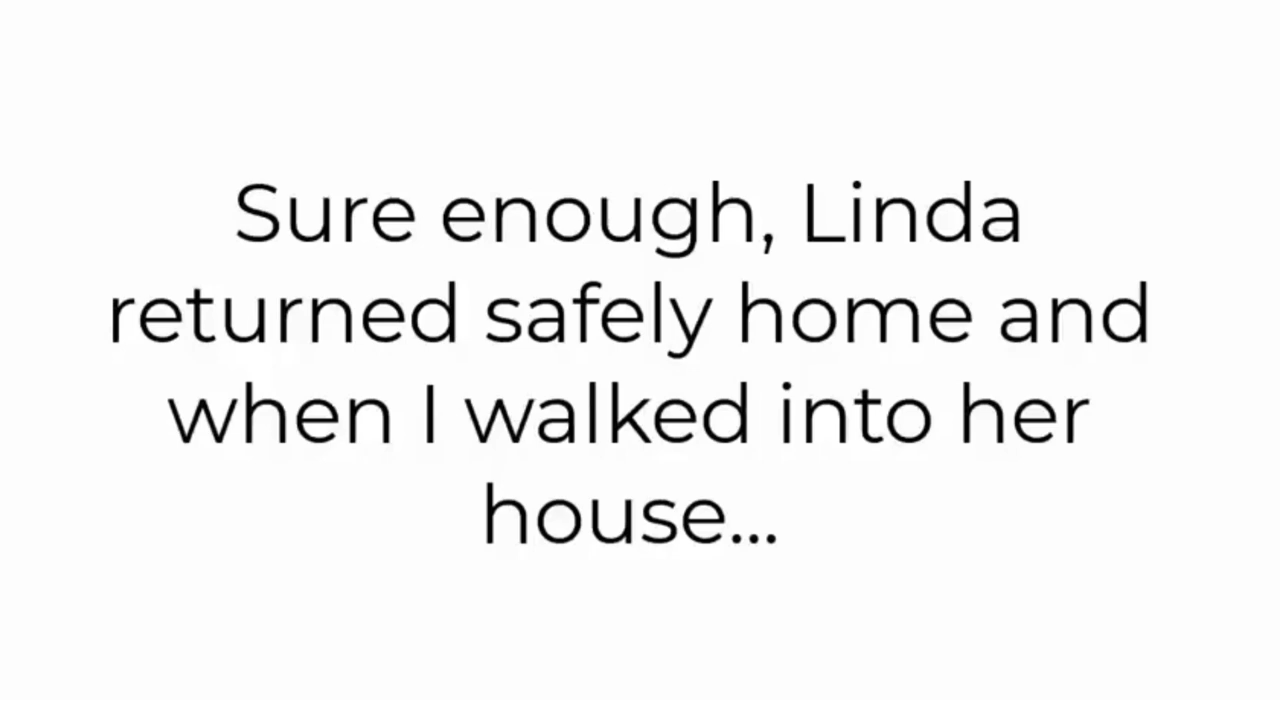 Sure enough, Linda
returned safely home and
when I walked into her
house...